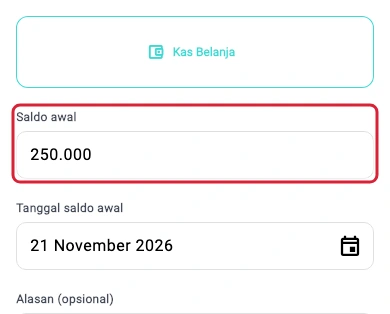 Kas Belanja
Saldo awal
250.000
Tanggal saldo awal
21 November 2026
Alasan (opsional)